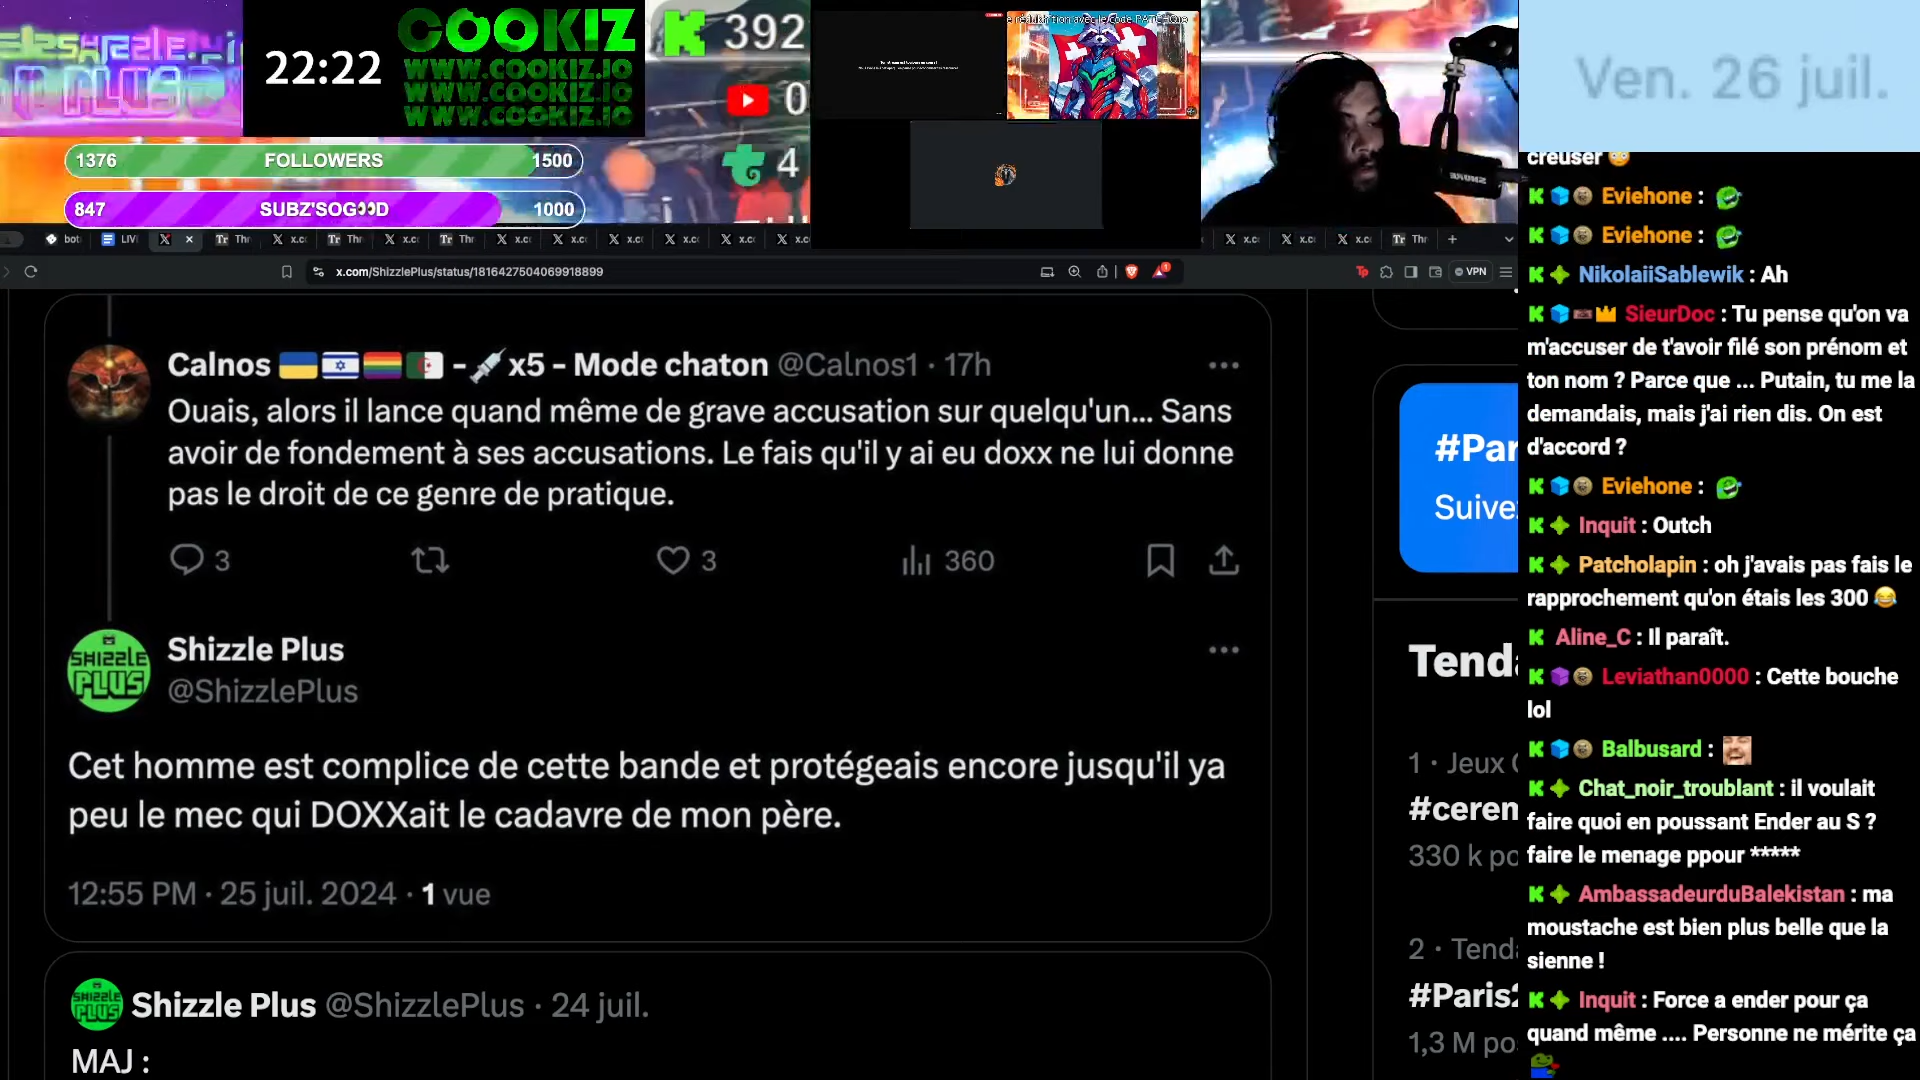 22:22
COOKIZ
WWW.COOKIZ.IO
WWW.COOKIZ.IO
WWW.COOKIZ.IO
392
0
4
1376 FOLLOWERS 1500
847 SUBZ'SOG👀D 1000
Ven. 26 juil.
bot
LIV
Thr
x.c
x.com/ShizzlePlus/status/1816427504069918899
VPN
Calnos 🇺🇦🇮🇱🏳️‍🌈🇩🇿 - 💉x5 - Mode chaton @Calnos1 · 17h
Ouais, alors il lance quand même de grave accusation sur quelqu'un... Sans
avoir de fondement à ses accusations. Le fais qu'il y ai eu doxx ne lui donne
pas le droit de ce genre de pratique.
3 3 360
SHIZZLE PLUS
Shizzle Plus
@ShizzlePlus
Cet homme est complice de cette bande et protégeais encore jusqu'il ya
peu le mec qui DOXXait le cadavre de mon père.
12:55 PM · 25 juil. 2024 · 1 vue
Shizzle Plus @ShizzlePlus · 24 juil.
MAJ :
#Par
Suive
Tend
1 · Jeux
#cerem
330 k po
2 · Tend
#Paris2
1,3 M po
creuser 😳
Eviehone :
Eviehone :
NikolaiiSablewik : Ah
SieurDoc : Tu pense qu'on va
m'accuser de t'avoir filé son prénom et
ton nom ? Parce que ... Putain, tu me la
demandais, mais j'ai rien dis. On est
d'accord ?
Eviehone :
Inquit : Outch
Patcholapin : oh j'avais pas fais le
rapprochement qu'on étais les 300 😂
Aline_C : Il paraît.
Leviathan0000 : Cette bouche
lol
Balbusard :
Chat_noir_troublant : il voulait
faire quoi en poussant Ender au S ?
faire le menage ppour *****
AmbassadeurduBalekistan : ma
moustache est bien plus belle que la
sienne !
Inquit : Force a ender pour ça
quand même .... Personne ne mérite ça